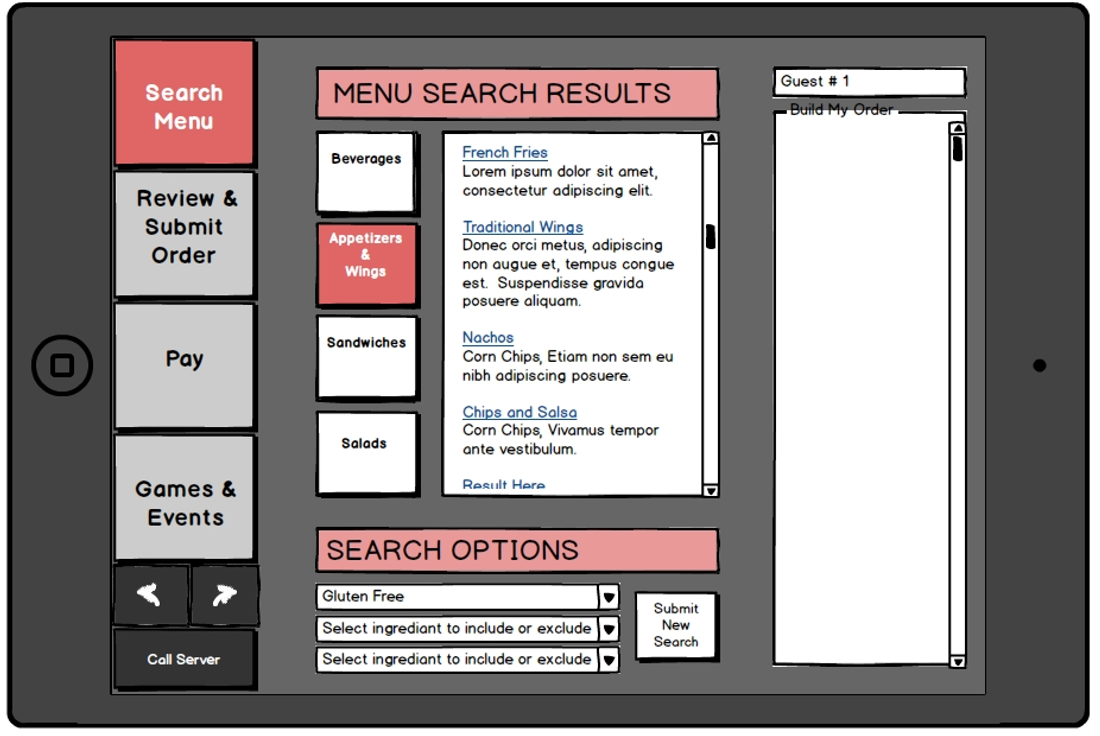 Search
Menu
Review &
Submit
Order
Pay
Games &
Events
Call Server
MENU SEARCH RESULTS
Beverages
Appetizers
&
Wings
Sandwiches
Salads
French Fries
Lorem ipsum dolor sit amet,
consectetur adipiscing elit.
Traditional Wings
Donec orci metus, adipiscing
non augue et, tempus congue
est. Suspendisse gravida
posuere aliquam.
Nachos
Corn Chips, Etiam non sem eu
nibh adipiscing posuere.
Chips and Salsa
Corn Chips, Vivamus tempor
ante vestibulum.
Result Here
SEARCH OPTIONS
Gluten Free
Select ingrediant to include or exclude
Select ingrediant to include or exclude
Submit
New
Search
Guest # 1
Build My Order